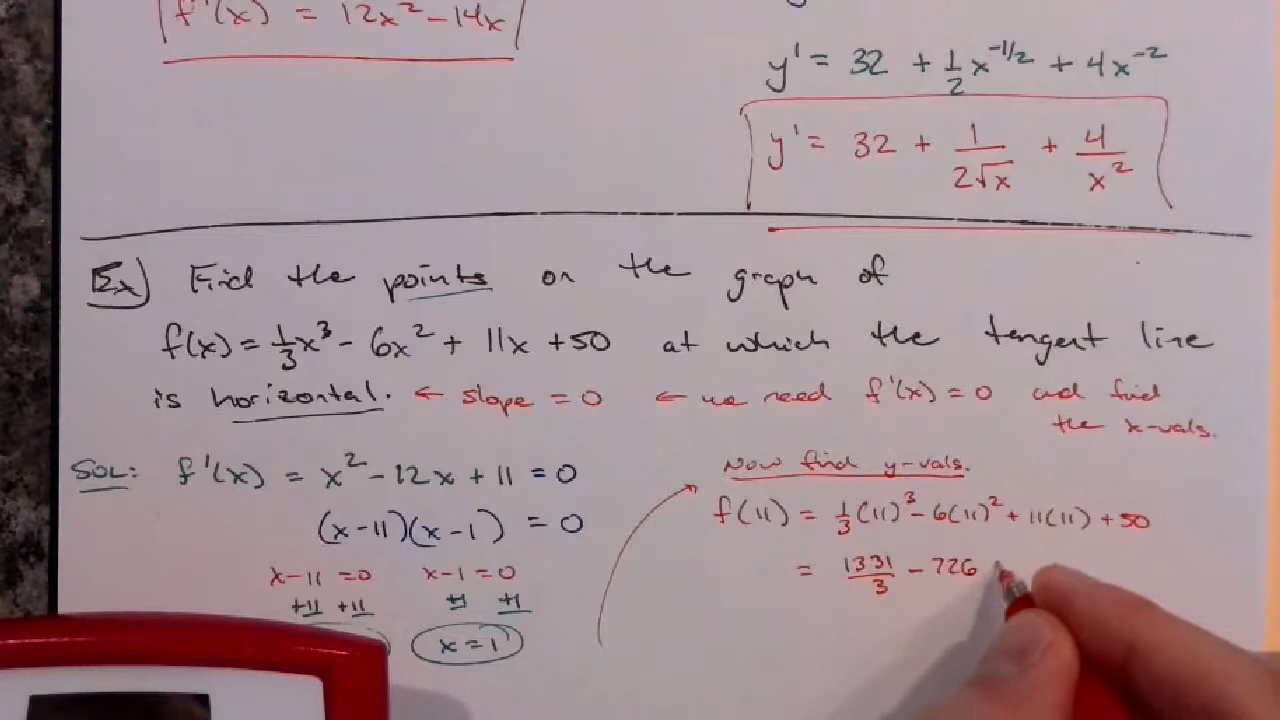 f'(x) = 12x² - 14x
y' = 32 + 1/2 x^(-1/2) + 4x^(-2)
y' = 32 + 1/(2√x) + 4/x²
Ex) Find the points on the graph of
f(x) = 1/3 x³ - 6x² + 11x + 50 at which the tangent line
is horizontal. ← slope = 0 ← we need f'(x) = 0 and find
the x-vals.
SOL: f'(x) = x² - 12x + 11 = 0
(x-11)(x-1) = 0
x-11 = 0 x-1 = 0
+11 +11 +1 +1
x = 1
Now find y-vals.
f(11) = 1/3 (11)³ - 6(11)² + 11(11) + 50
= 1331/3 - 726